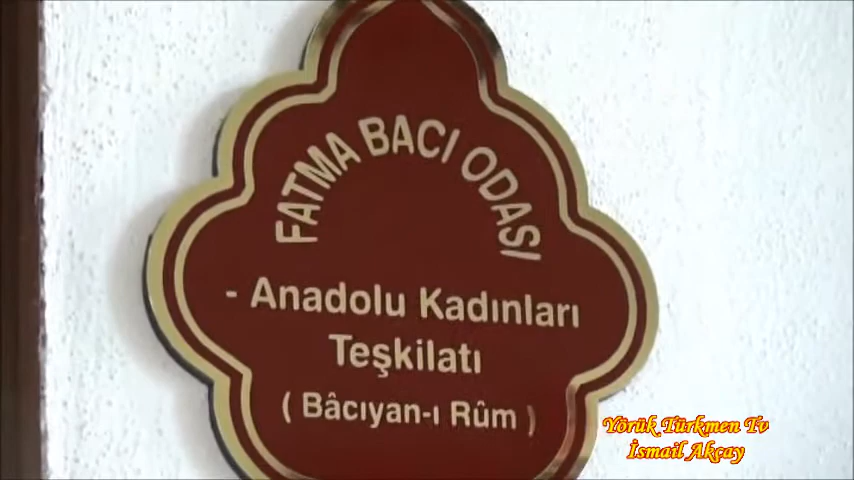 FATMA BACI ODASI
- Anadolu Kadınları
Teşkilatı
( Bâcıyan-ı Rûm )
Yörük Türkmen Tv
İsmail Akçay